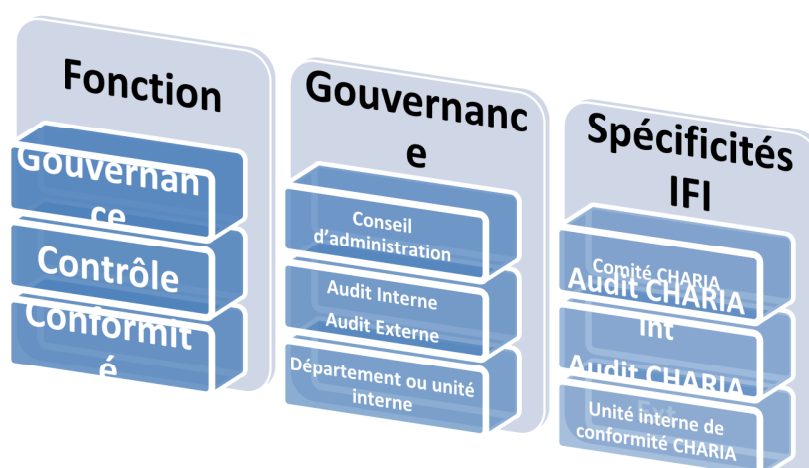 Fonction
Gouvernan
ce
Contrôle
Conformit
é
Gouvernanc
e
Conseil
d'administration
Audit Interne
Audit Externe
Département ou unité
interne
Spécificités
IFI
Comité CHARIA
Audit CHARIA
Int
Audit CHARIA
Ext
Unité interne de
conformité CHARIA